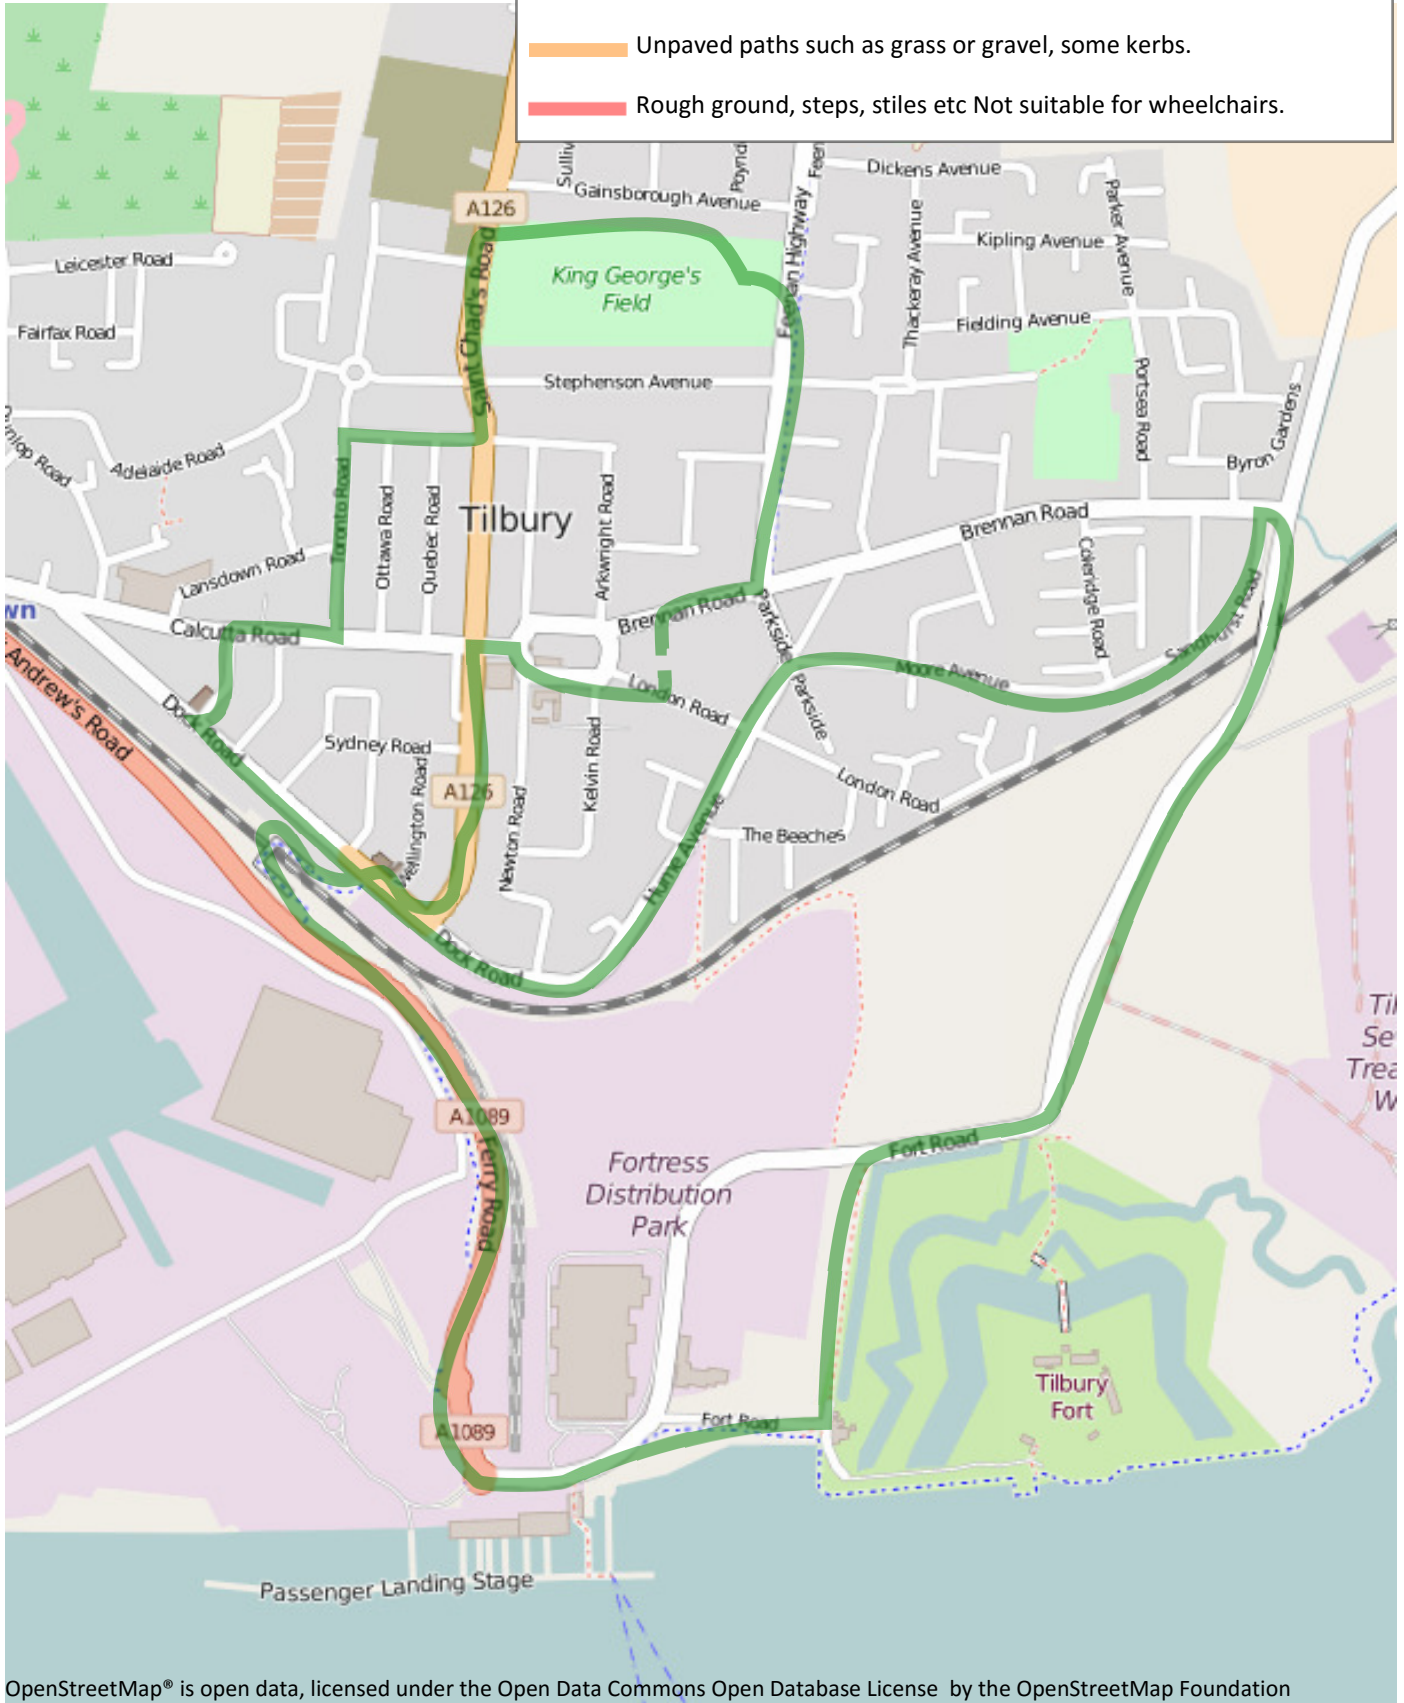 Unpaved paths such as grass or gravel, some kerbs.
Rough ground, steps, stiles etc Not suitable for wheelchairs.
Dickens Avenue
Gainsborough Avenue
A126
Parker Avenue
Thackeray Avenue
Kipling Avenue
Leicester Road
King George's
Field
Feenan Highway
Saint Chad's Road
Fairfax Road
Fielding Avenue
Stephenson Avenue
Portsea Road
Byron Gardens
Adelaide Road
Toronto Road
Ottawa Road
Quebec Road
Tilbury
Arkwright Road
Brennan Road
Lansdown Road
Coleridge Road
Calcutta Road
Brennan Road
Parkside
Sandhurst Road
Andrew's Road
Moore Avenue
London Road
Parkside
Dock Road
Sydney Road
Kelvin Road
Wellington Road
A126
London Road
Newton Road
Hume Avenue
The Beeches
Dock Road
A1089
Ferry Road
Fortress
Distribution
Park
Fort Road
Tilbury
Fort
Fort Road
A1089
Passenger Landing Stage
OpenStreetMap® is open data, licensed under the Open Data Commons Open Database License by the OpenStreetMap Foundation